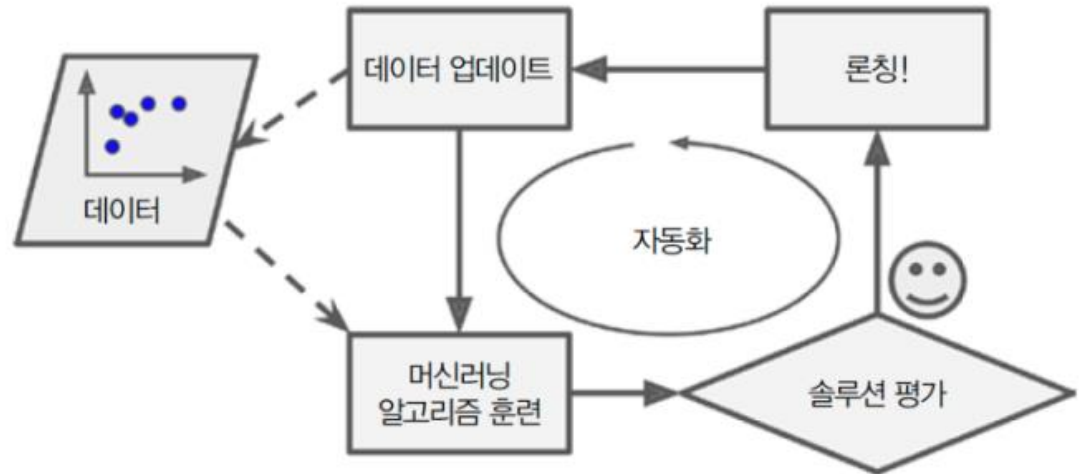 데이터 업데이트
론칭!
데이터
자동화
머신러닝
알고리즘 훈련
솔루션 평가